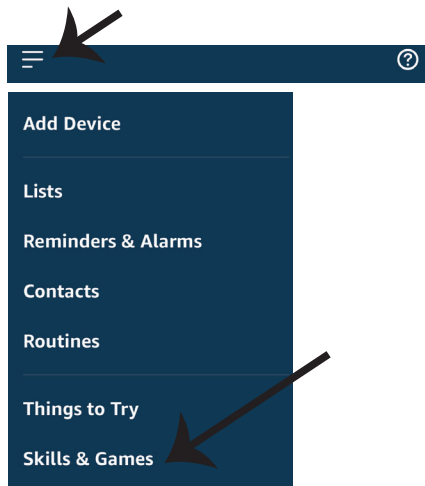 ?
Add Device
Lists
Reminders & Alarms
Contacts
Routines
Things to Try
Skills & Games